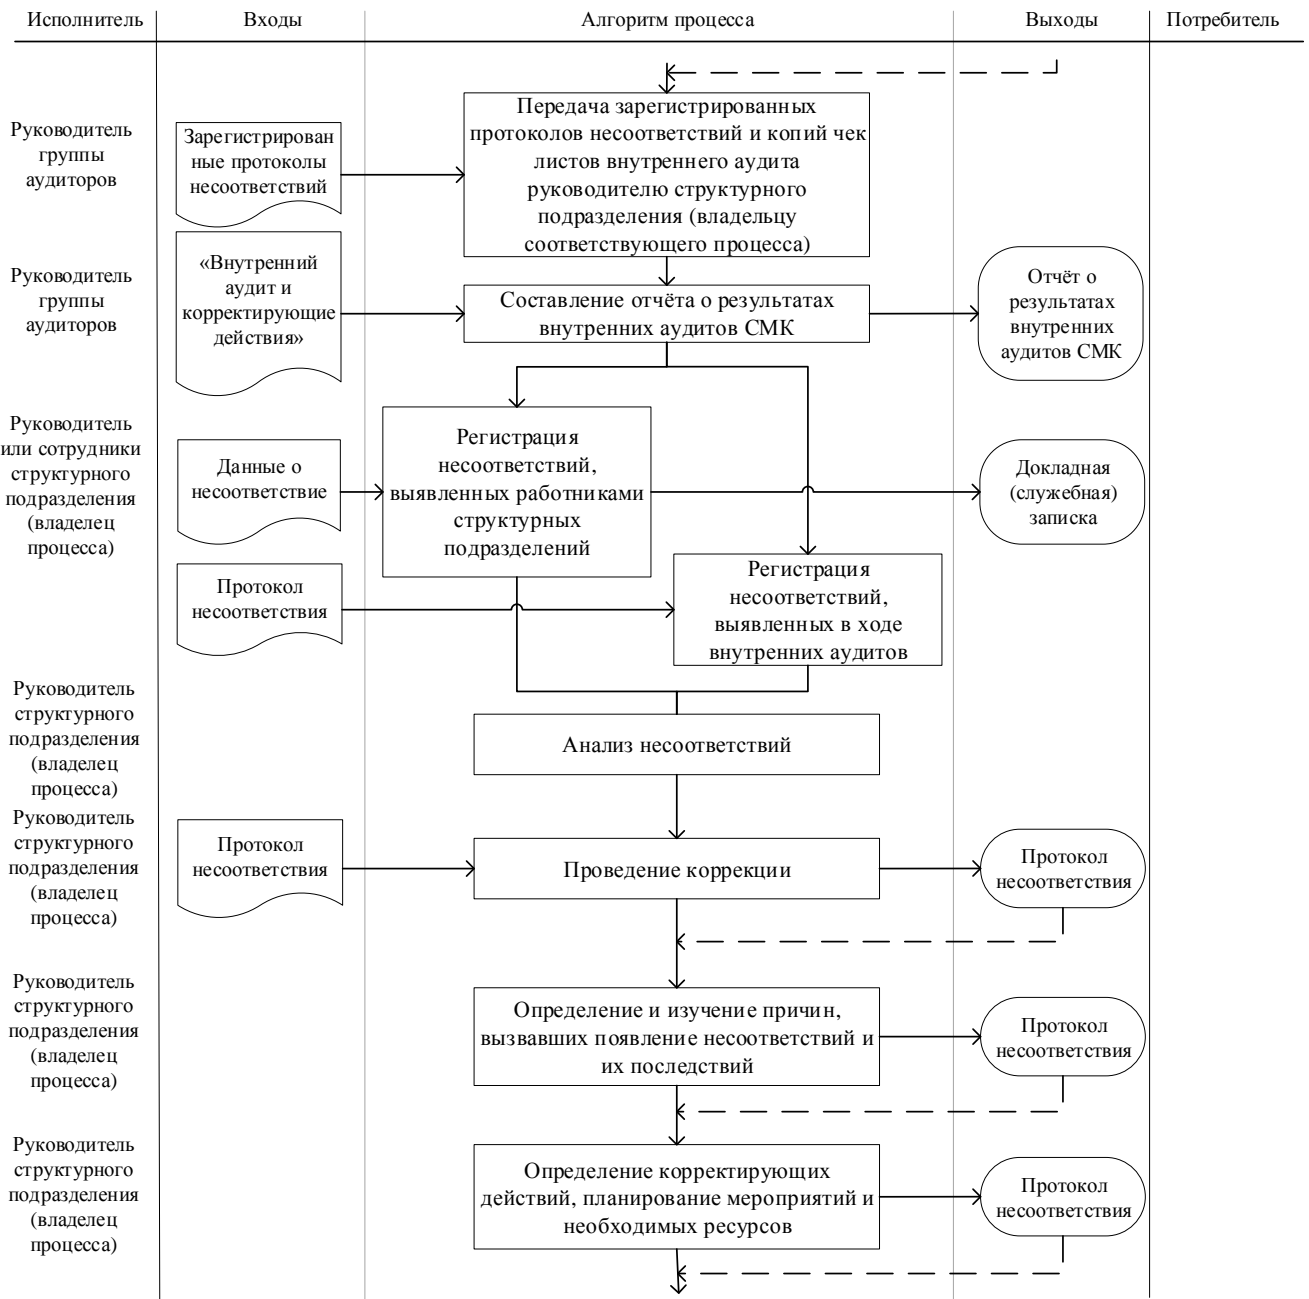 Исполнитель
Входы
Алгоритм процесса
Выходы
Потребитель
Руководитель
группы
аудиторов
Зарегистрирован
ные протоколы
несоответствий
Передача зарегистрированных
протоколов несоответствий и копий чек
листов внутреннего аудита
руководителю структурного
подразделения (владельцу
соответствующего процесса)
Руководитель
группы
аудиторов
«Внутренний
аудит и
корректирующие
действия»
Составление отчёта о результатах
внутренних аудитов СМК
Отчёт о
результатах
внутренних
аудитов СМК
Руководитель
или сотрудники
структурного
подразделения
(владелец
процесса)
Данные о
несоответствие
Регистрация
несоответствий,
выявленных работниками
структурных
подразделений
Докладная
(служебная)
записка
Протокол
несоответствия
Регистрация
несоответствий,
выявленных в ходе
внутренних аудитов
Руководитель
структурного
подразделения
(владелец
процесса)
Анализ несоответствий
Руководитель
структурного
подразделения
(владелец
процесса)
Протокол
несоответствия
Проведение коррекции
Протокол
несоответствия
Руководитель
структурного
подразделения
(владелец
процесса)
Определение и изучение причин,
вызвавших появление несоответствий и
их последствий
Протокол
несоответствия
Руководитель
структурного
подразделения
(владелец
процесса)
Определение корректирующих
действий, планирование мероприятий и
необходимых ресурсов
Протокол
несоответствия